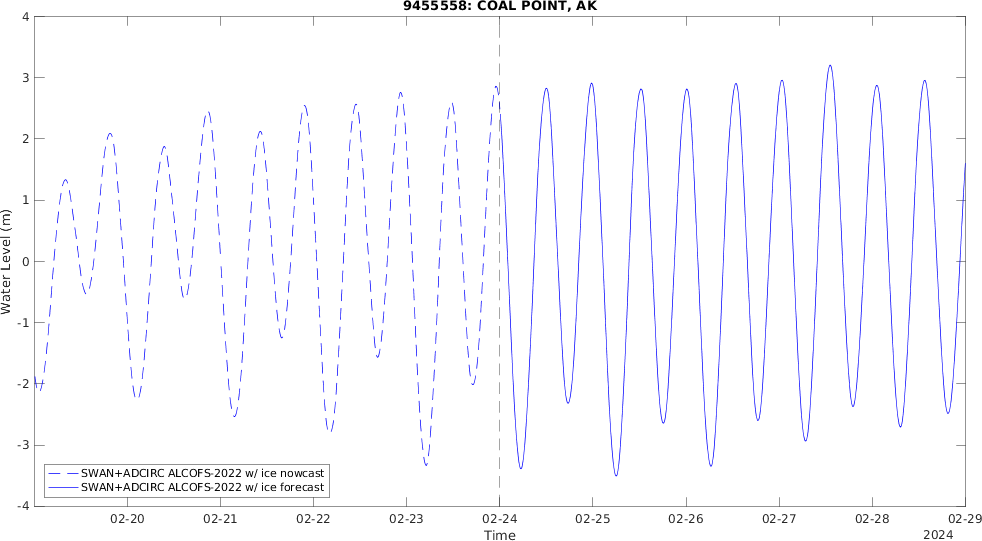 9455558: COAL POINT, AK
4
3
2
1
0
-1
-2
-3
-4
Water Level (m)
SWAN+ADCIRC ALCOFS-2022 w/ ice nowcast
SWAN+ADCIRC ALCOFS-2022 w/ ice forecast
02-20 02-21 02-22 02-23 02-24 02-25 02-26 02-27 02-28 02-29
Time
2024